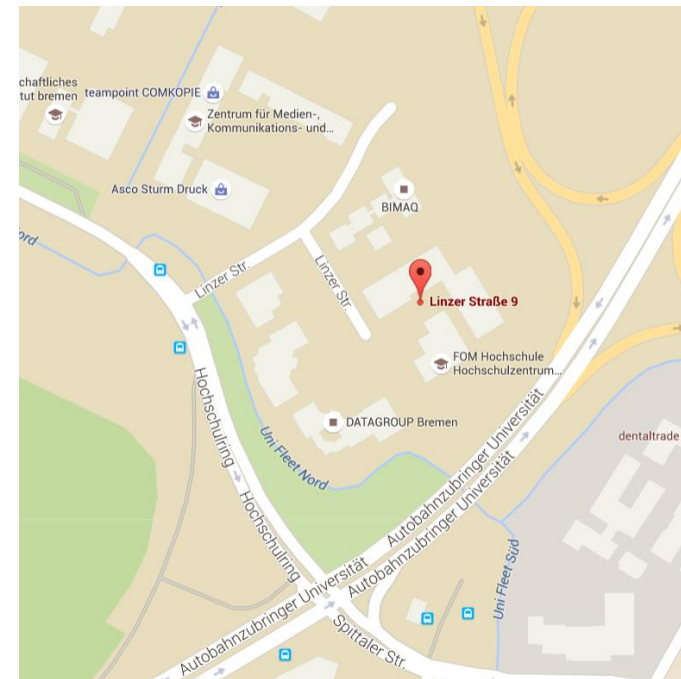 chaftliches
tut bremen
teampoint COMKOPIE
Zentrum für Medien-,
Kommunikations- und...
Asco Sturm Druck
BIMAQ
ord
Linzer Str.
Linzer Str.
Linzer Straße 9
FOM Hochschule
Hochschulzentrum...
Hochschulring
DATAGROUP Bremen
dentaltrade
Uni Fleet Nord
Autobahnzubringer Universität
Autobahnzubringer Universität
Hochschulring
Uni Fleet Süd
Autobahnzubringer Universität
Spittaler Str.